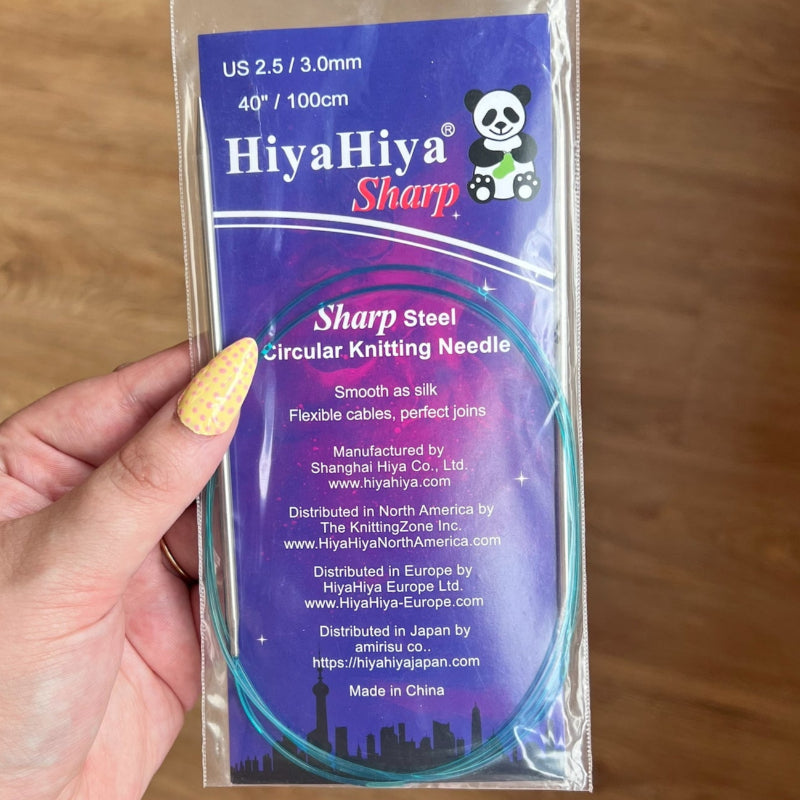 US 2.5 / 3.0mm
40" / 100cm
HiyaHiya®
Sharp
Sharp Steel
Circular Knitting Needle
Smooth as silk
Flexible cables, perfect joins
Manufactured by
Shanghai Hiya Co., Ltd.
www.hiyahiya.com
Distributed in North America by
The KnittingZone Inc.
www.HiyaHiyaNorthAmerica.com
Distributed in Europe by
HiyaHiya Europe Ltd.
www.HiyaHiya-Europe.com
Distributed in Japan by
amirisu co..
https://hiyahiyajapan.com
Made in China